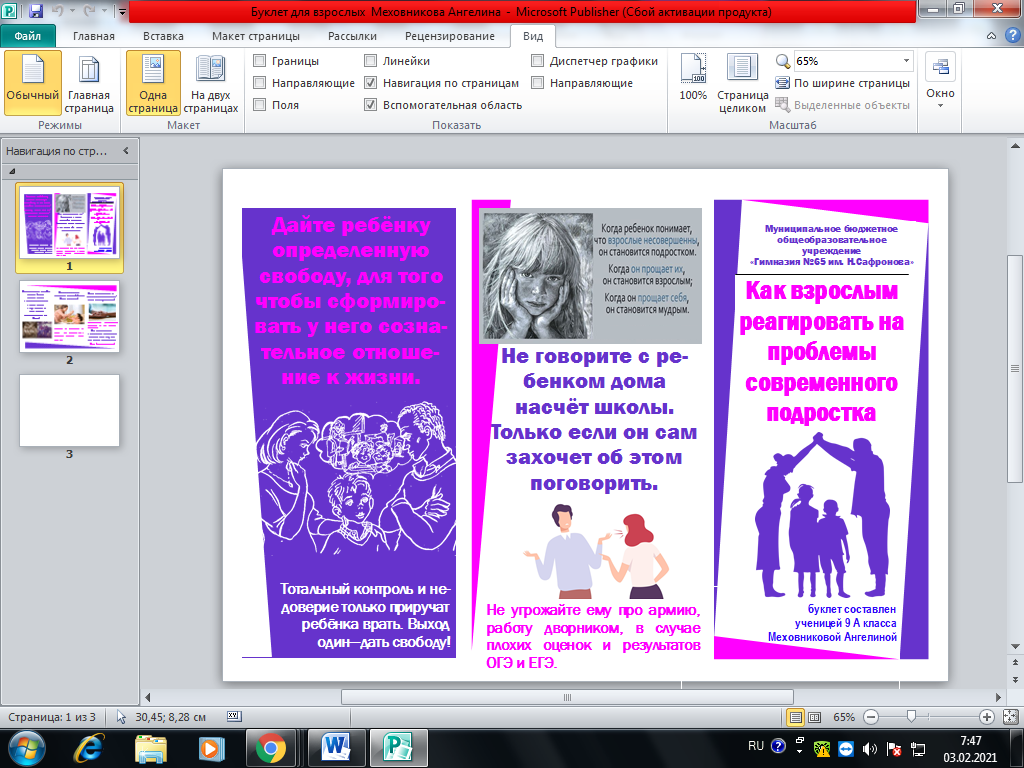 Буклет для взрослых Меховникова Ангелина - Microsoft Publisher (Сбой активации продукта)
Файл
Главная
Вставка
Макет страницы
Рассылки
Рецензирование
Вид
Обычный
Главная
страница
Режимы
Одна
страница
На двух
страницах
Макет
Границы
Направляющие
Поля
Линейки
Навигация по страницам
Вспомогательная область
Диспетчер графики
Направляющие
Показать
100
100%
Страница
целиком
65%
По ширине страницы
Выделенные объекты
Масштаб
Окно
Навигация по стр...
1
2
3
Дайте ребёнку
определенную
свободу, для того
чтобы сформиро-
вать у него созна-
тельное отноше-
ние к жизни.
Тотальный контроль и не-
доверие только приручат
ребёнка врать. Выход
один—дать свободу!
Когда ребенок понимает,
что взрослые несовершенны,
он становится подростком.
Когда он прощает их,
он становится взрослым;
Когда он прощает себя,
он становится мудрым.
Не говорите с ре-
бенком дома
насчёт школы.
Только если он сам
захочет об этом
поговорить.
Не угрожайте ему про армию,
работу дворником, в случае
плохих оценок и результатов
ОГЭ и ЕГЭ.
Муниципальное бюджетное
общеобразовательное
учреждение
«Гимназия №65 им. Н.Сафронова»
Как взрослым
реагировать на
проблемы
современного
подростка
буклет составлен
ученицей 9 А класса
Меховниковой Ангелиной
Страница: 1 из 3
30,45; 8,28 см
65%
RU
7:47
03.02.2021